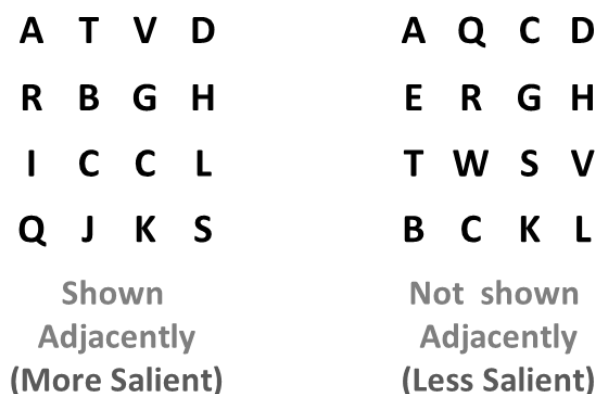 A T V D
R B G H
I C C L
Q J K S
Shown
Adjacently
(More Salient)
A Q C D
E R G H
T W S V
B C K L
Not shown
Adjacently
(Less Salient)